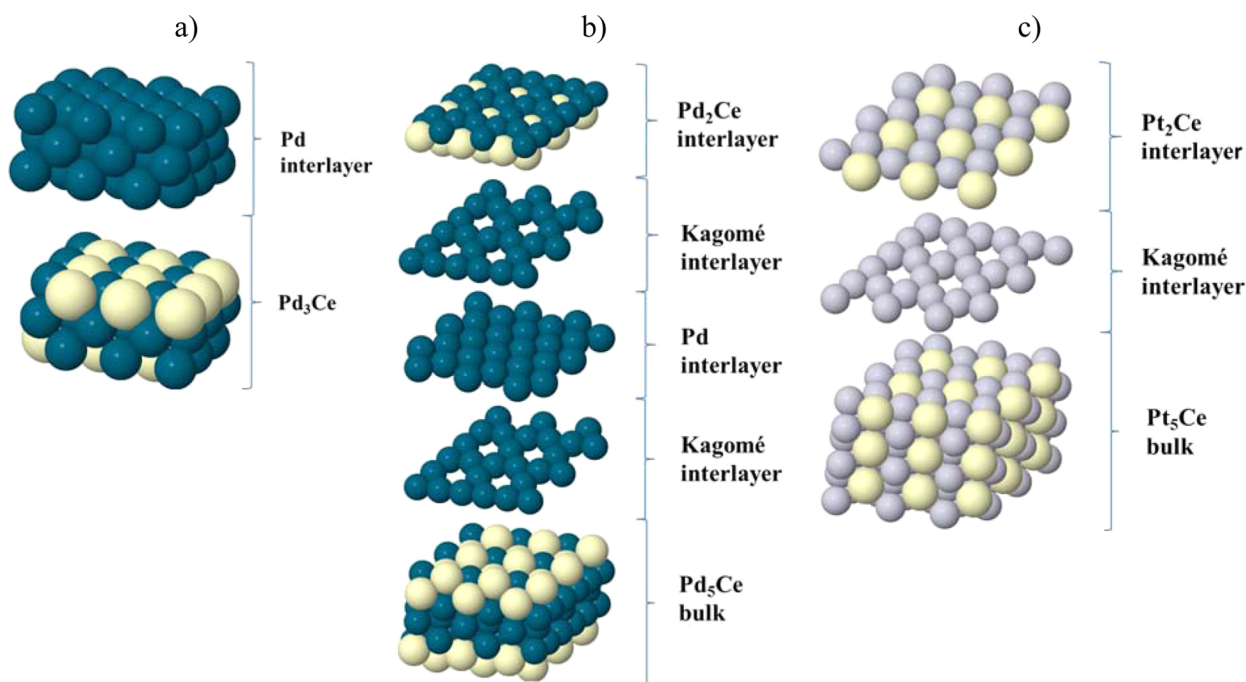 a)
Pd
interlayer
Pd₃Ce
b)
Pd₂Ce
interlayer
Kagomé
interlayer
Pd
interlayer
Kagomé
interlayer
Pd₅Ce
bulk
c)
Pt₂Ce
interlayer
Kagomé
interlayer
Pt₅Ce
bulk